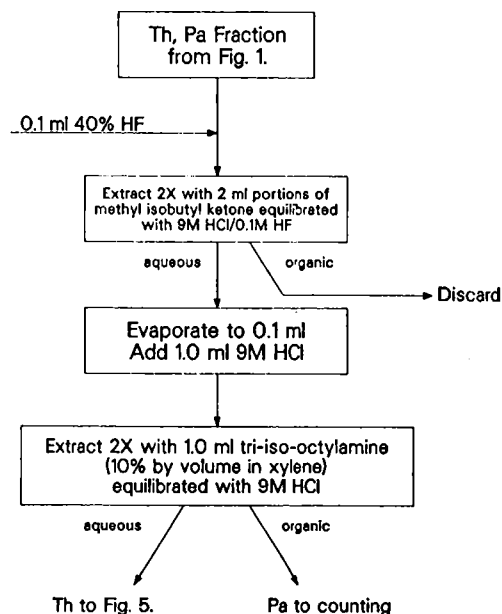 Th, Pa Fraction
from Fig. 1.
0.1 ml 40% HF
Extract 2X with 2 ml portions of
methyl isobutyl ketone equilibrated
with 9M HCl/0.1M HF
aqueous
organic
Discard
Evaporate to 0.1 ml
Add 1.0 ml 9M HCl
Extract 2X with 1.0 ml tri-iso-octylamine
(10% by volume in xylene)
equilibrated with 9M HCl
aqueous
organic
Th to Fig. 5.
Pa to counting